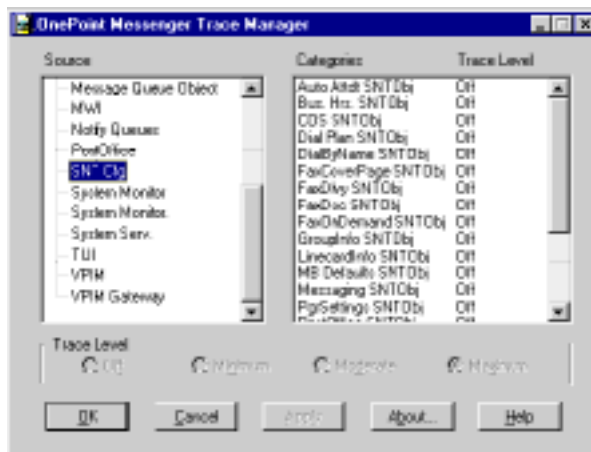 OnePoint Messenger Trace Manager
Source
Categories Trace Level
Message Queue Object
MWI
Notify Queues
PostOffice
SNT Cfg
System Monitor
System Monitor.
System Serv.
TUI
VPIM
VPIM Gateway
Auto Attdt SNTObj Off
Bus. Hrs. SNTObj Off
COS SNTObj Off
Dial Plan SNTObj Off
DialByName SNTObj Off
FaxCoverPage SNTObj Off
FaxDlvy SNTObj Off
FaxDoc SNTObj Off
FaxOnDemand SNTObj Off
GroupInfo SNTObj Off
LinecardInfo SNTObj Off
MB Defaults SNTObj Off
Messaging SNTObj Off
PgrSettings SNTObj Off
PostOffice SNTObj Off
Trace Level
Off Minimum Moderate Maximum
OK Cancel Apply About... Help